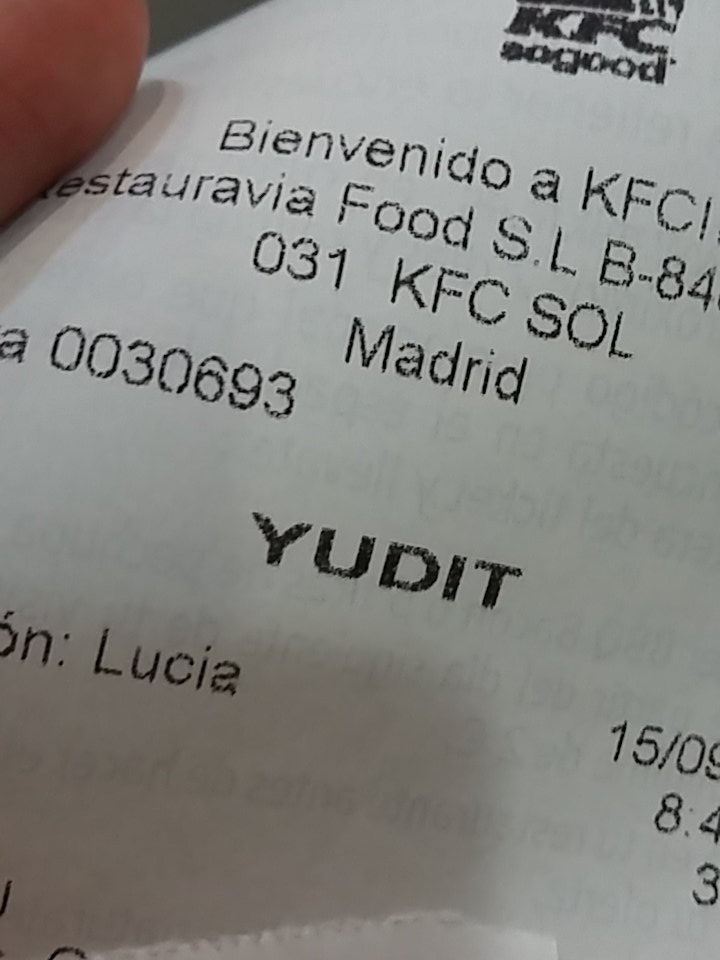 KFC
sogood
Bienvenido a KFC!
estauravia Food S.L B-84
031 KFC SOL
Madrid
a 0030693
YUDIT
ón: Lucia
15/09
8:4
3